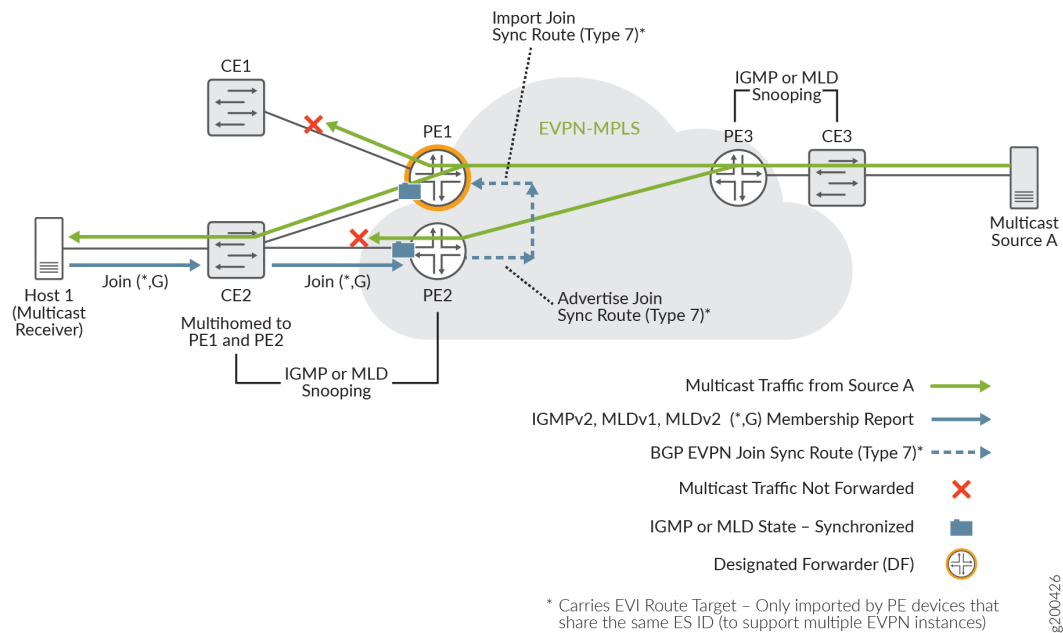 Import Join
Sync Route (Type 7)*
CE1
IGMP or MLD
Snooping
PE1
EVPN-MPLS
PE3
CE3
Multicast
Source A
Join (*,G)
Join (*,G)
Host 1
(Multicast
Receiver)
CE2
PE2
Advertise Join
Sync Route (Type 7)*
Multihomed to
PE1 and PE2
IGMP or MLD
Snooping
Multicast Traffic from Source A
IGMPv2, MLDv1, MLDv2 (*,G) Membership Report
BGP EVPN Join Sync Route (Type 7)*
Multicast Traffic Not Forwarded
IGMP or MLD State – Synchronized
Designated Forwarder (DF)
* Carries EVI Route Target – Only imported by PE devices that
share the same ES ID (to support multiple EVPN instances)
g200426